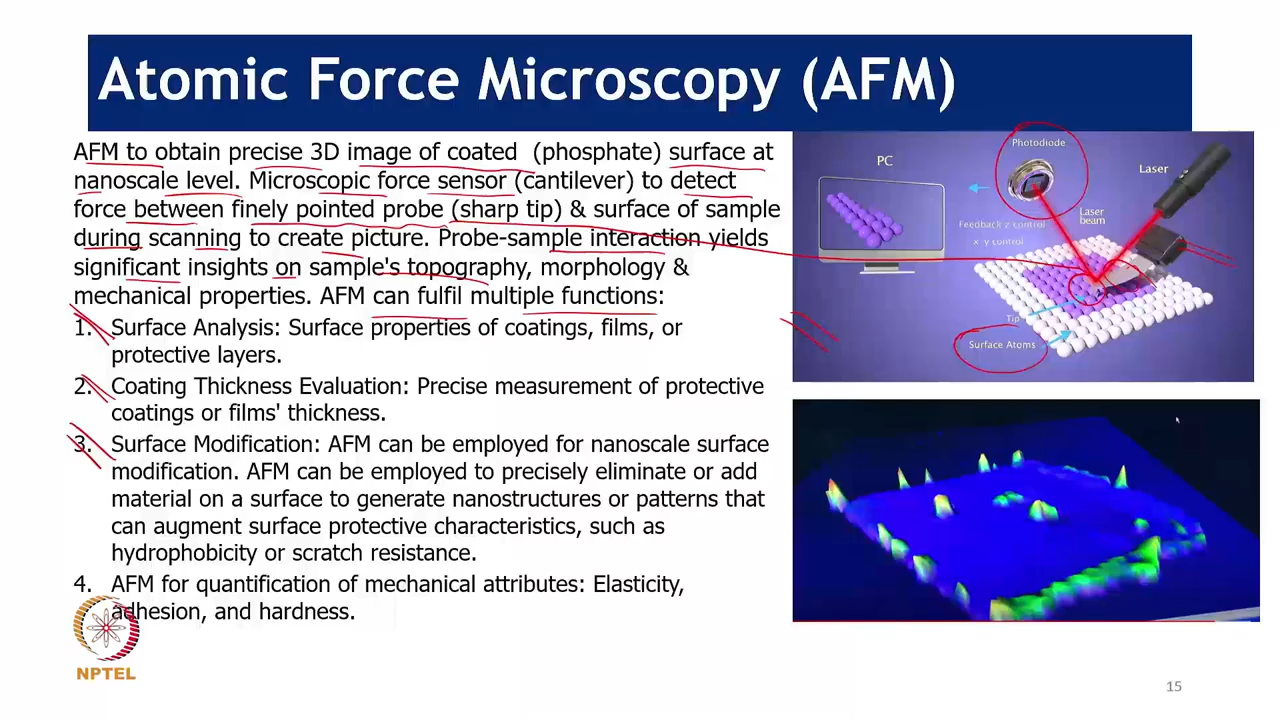 Atomic Force Microscopy (AFM)
AFM to obtain precise 3D image of coated (phosphate) surface at
nanoscale level. Microscopic force sensor (cantilever) to detect
force between finely pointed probe (sharp tip) & surface of sample
during scanning to create picture. Probe-sample interaction yields
significant insights on sample's topography, morphology &
mechanical properties. AFM can fulfil multiple functions:
1. Surface Analysis: Surface properties of coatings, films, or
protective layers.
2. Coating Thickness Evaluation: Precise measurement of protective
coatings or films' thickness.
3. Surface Modification: AFM can be employed for nanoscale surface
modification. AFM can be employed to precisely eliminate or add
material on a surface to generate nanostructures or patterns that
can augment surface protective characteristics, such as
hydrophobicity or scratch resistance.
4. AFM for quantification of mechanical attributes: Elasticity,
adhesion, and hardness.
PC
Photodiode
Laser
Laser
beam
Feedback z control
x y control
Tip
Surface Atoms
NPTEL
15